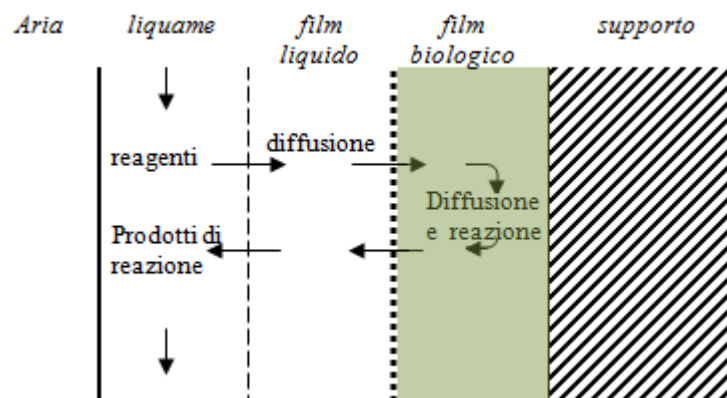 Aria
liquame
film
liquido
film
biologico
supporto
diffusione
reagenti
Diffusione
e reazione
Prodotti di
reazione